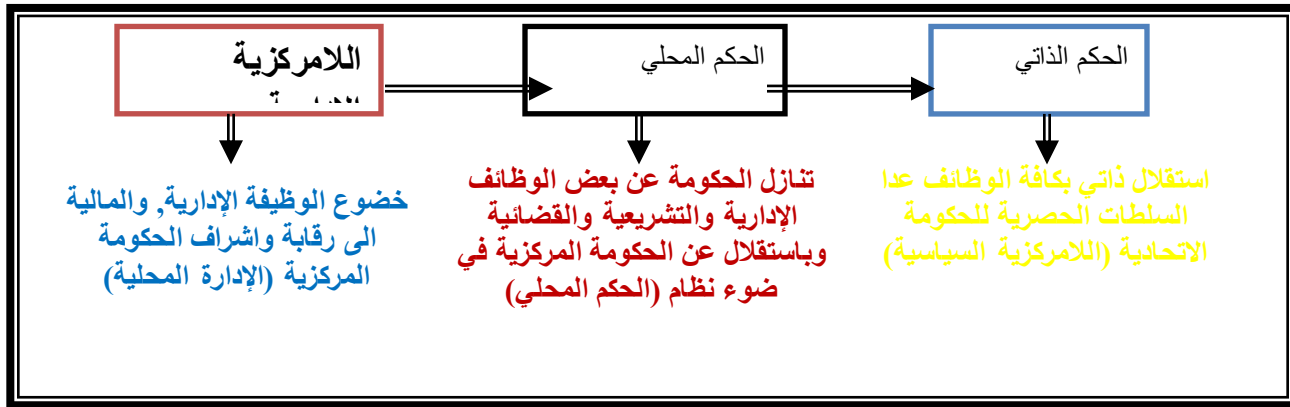 اللامركزية
الحكم المحلي
الحكم الذاتي
خضوع الوظيفة الإدارية, والمالية
الى رقابة واشراف الحكومة
المركزية (الإدارة المحلية)
تنازل الحكومة عن بعض الوظائف
الإدارية والتشريعية والقضائية
وباستقلال عن الحكومة المركزية في
ضوء نظام (الحكم المحلي)
استقلال ذاتي بكافة الوظائف عدا
السلطات الحصرية للحكومة
الاتحادية (اللامركزية السياسية)